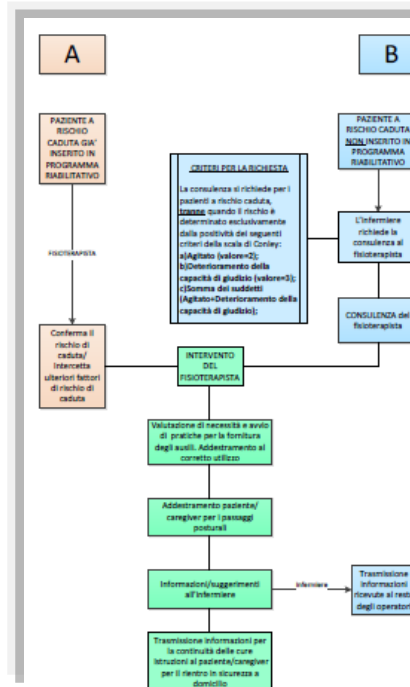 A
B
PAZIENTE A
RISCHIO
CADUTA GIA'
INSERITO IN
PROGRAMMA
RIABILITATIVO
PAZIENTE A
RISCHIO CADUTA
NON INSERITO IN
PROGRAMMA
RIABILITATIVO
CRITERI PER LA RICHIESTA
La consulenza si richiede per i
pazienti a rischio caduta,
tranne quando il rischio è
determinato esclusivamente
dalla positività dei seguenti
criteri della scala di Conley:
a)Agitato (valore=2);
b)Deterioramento della
capacità di giudizio (valore=3);
c)Somma dei suddetti
(Agitato+Deterioramento della
capacità di giudizio);
L'infermiere
richiede la
consulenza al
fisioterapista
FISIOTERAPISTA
CONSULENZA del
fisioterapista
Conferma il
rischio di
caduta/
Intercetta
ulteriori fattori
di rischio di
caduta
INTERVENTO
DEL
FISIOTERAPISTA
Valutazione di necessità e avvio
di pratiche per la fornitura
degli ausili. Addestramento al
corretto utilizzo
Addestramento paziente/
caregiver per i passaggi
posturali
Informazioni/suggerimenti
all'infermiere
Infermiere
Trasmissione
informazioni
ricevute al rest
degli operatori
Trasmissione informazioni per
la continuità delle cure
Istruzioni al paziente/caregiver
per il rientro in sicurezza a
domicilio